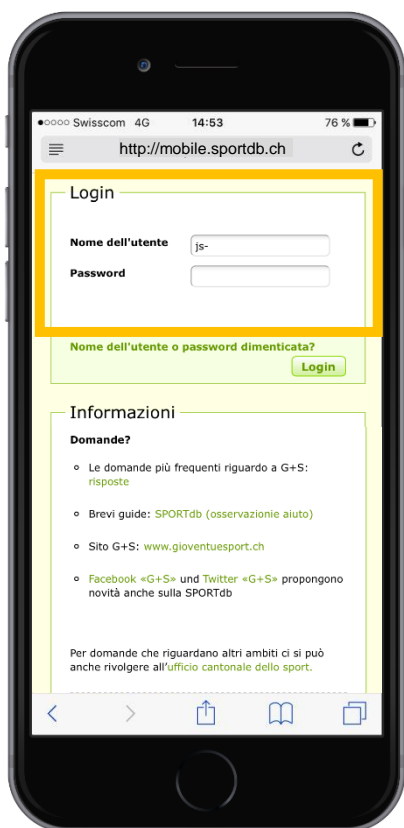 ●○○○○ Swisscom 4G 14:53 76 %
http://mobile.sportdb.ch
Login
Nome dell'utente js-
Password
Nome dell'utente o password dimenticata?
Login
Informazioni
Domande?
Le domande più frequenti riguardo a G+S:
risposte
Brevi guide: SPORTdb (osservazionie aiuto)
Sito G+S: www.gioventuesport.ch
Facebook «G+S» und Twitter «G+S» propongono
novità anche sulla SPORTdb
Per domande che riguardano altri ambiti ci si può
anche rivolgere all'ufficio cantonale dello sport.